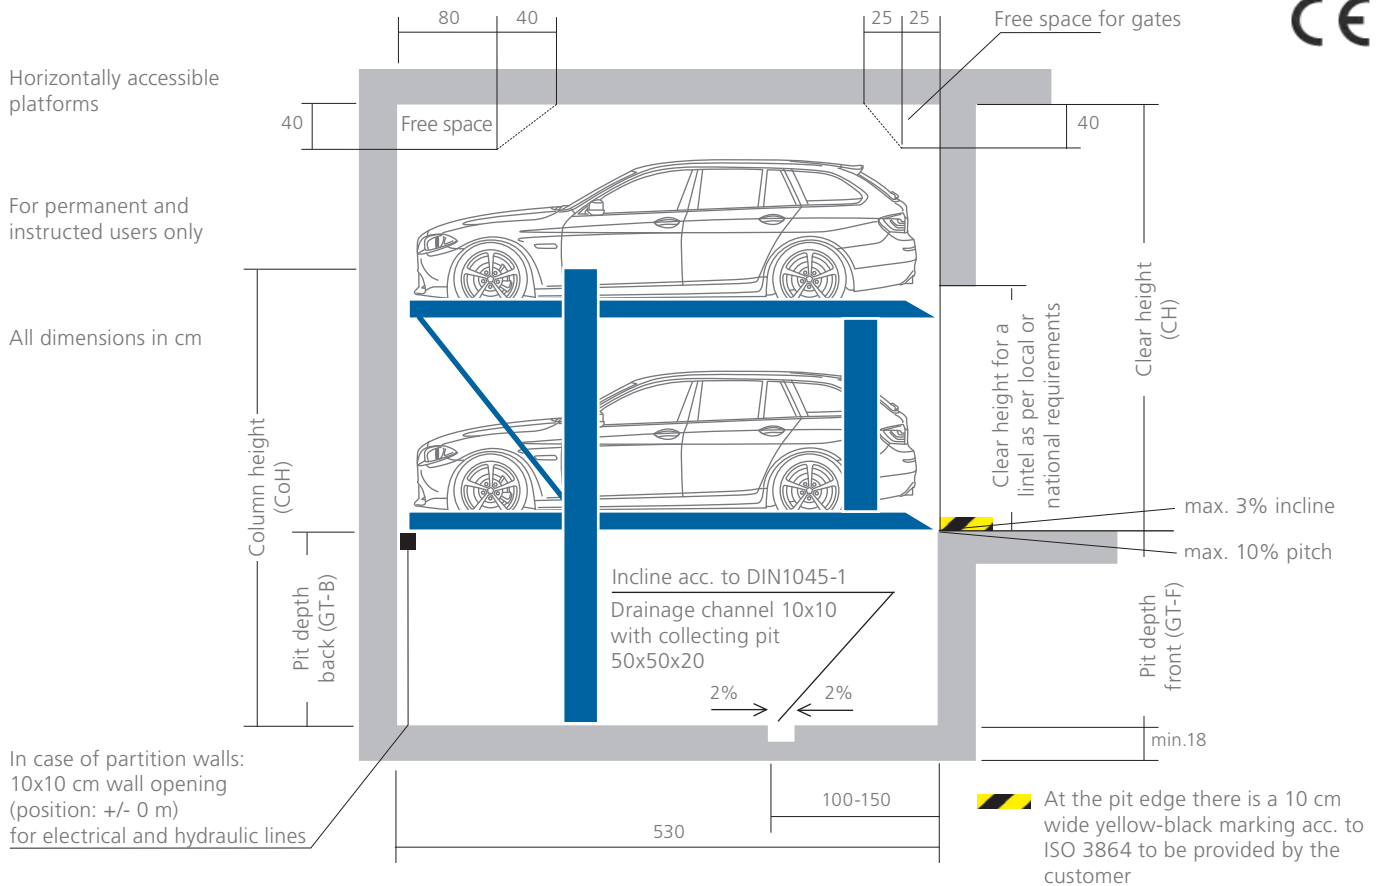 80
40
25
25
Free space for gates
CE
Horizontally accessible
platforms
40
Free space
40
For permanent and
instructed users only
All dimensions in cm
Column height
(CoH)
Clear height
(CH)
Clear height for a
lintel as per local or
national requirements
max. 3% incline
max. 10% pitch
Pit depth
back (GT-B)
Incline acc. to DIN1045-1
Drainage channel 10x10
with collecting pit
50x50x20
Pit depth
front (GT-F)
2%
2%
min.18
In case of partition walls:
10x10 cm wall opening
(position: +/- 0 m)
for electrical and hydraulic lines
100-150
530
At the pit edge there is a 10 cm
wide yellow-black marking acc. to
ISO 3864 to be provided by the
customer